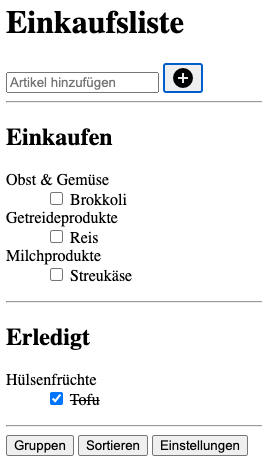 Einkaufsliste
Artikel hinzufügen
Einkaufen
Obst & Gemüse
Brokkoli
Getreideprodukte
Reis
Milchprodukte
Streukäse
Erledigt
Hülsenfrüchte
Tofu
Gruppen Sortieren Einstellungen